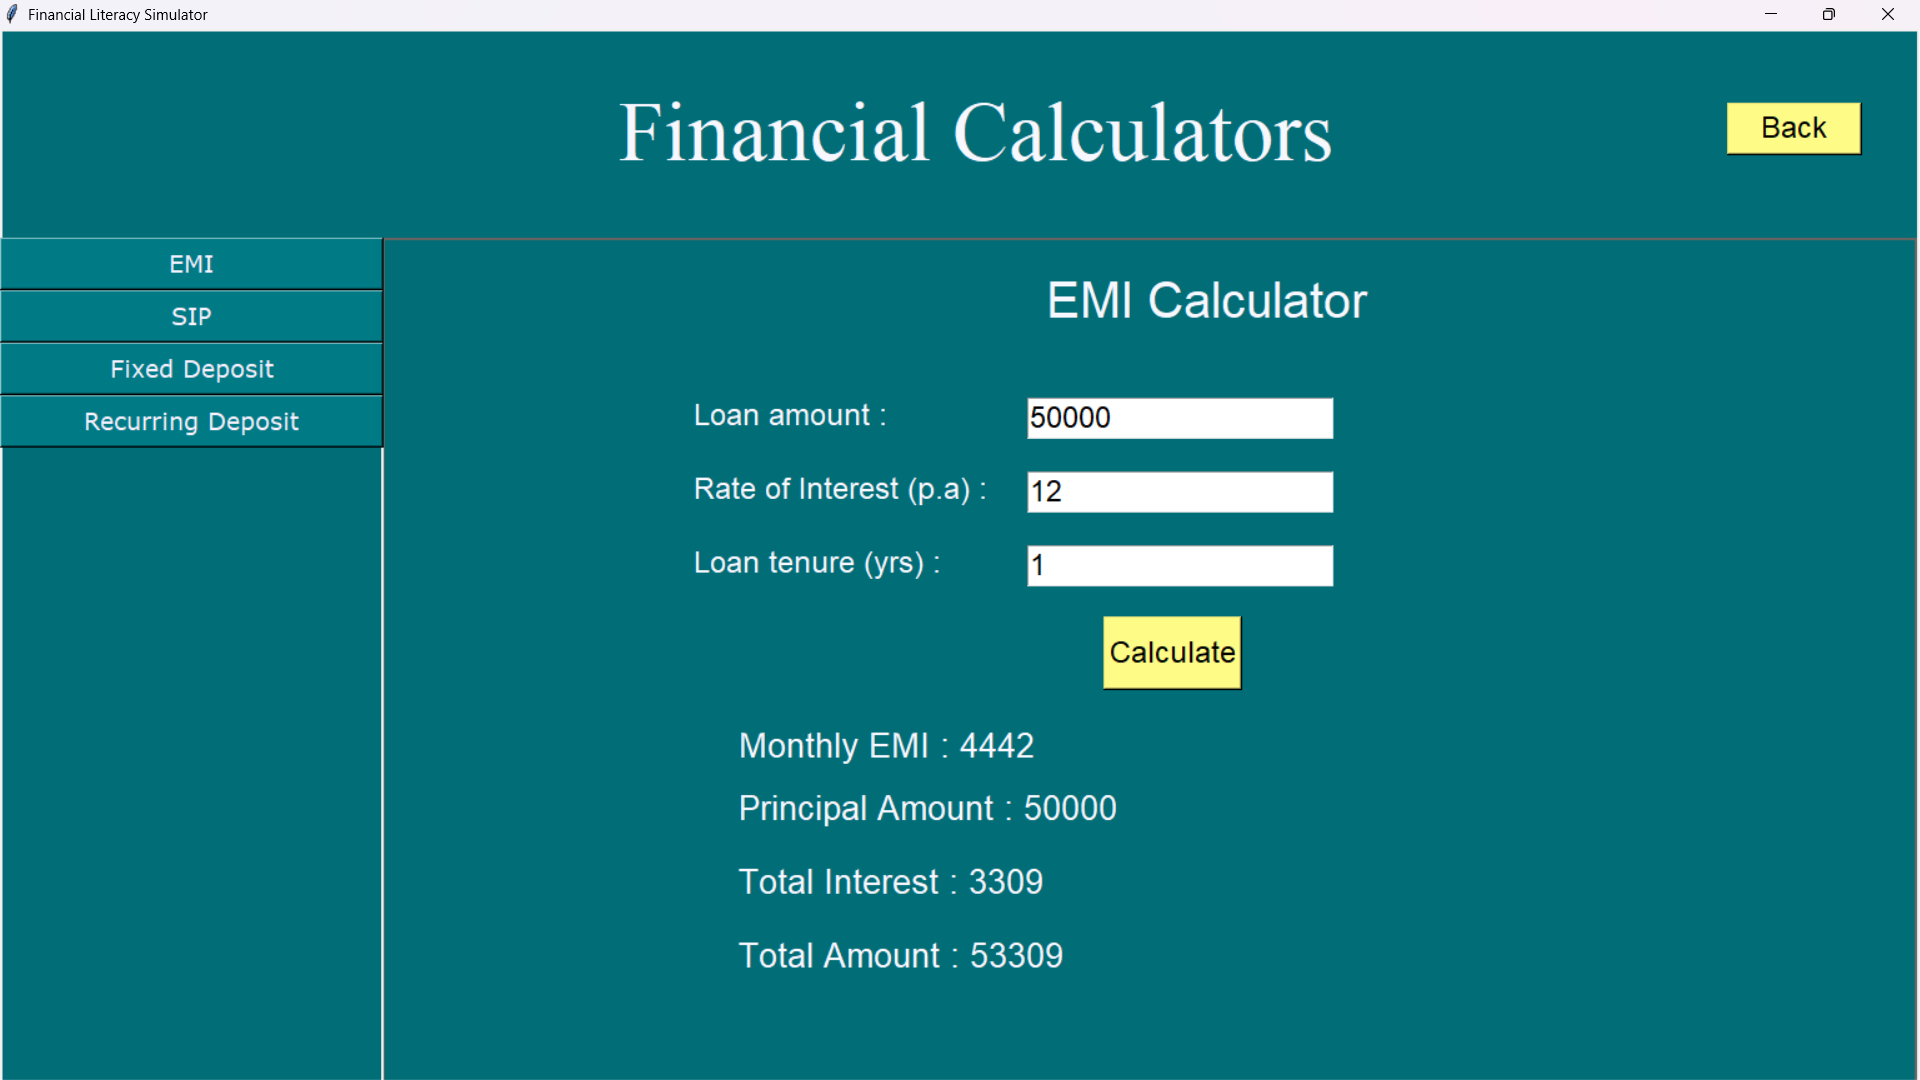 Financial Literacy Simulator
Financial Calculators
Back
EMI
SIP
Fixed Deposit
Recurring Deposit
EMI Calculator
Loan amount : 50000
Rate of Interest (p.a) : 12
Loan tenure (yrs) : 1
Calculate
Monthly EMI : 4442
Principal Amount : 50000
Total Interest : 3309
Total Amount : 53309